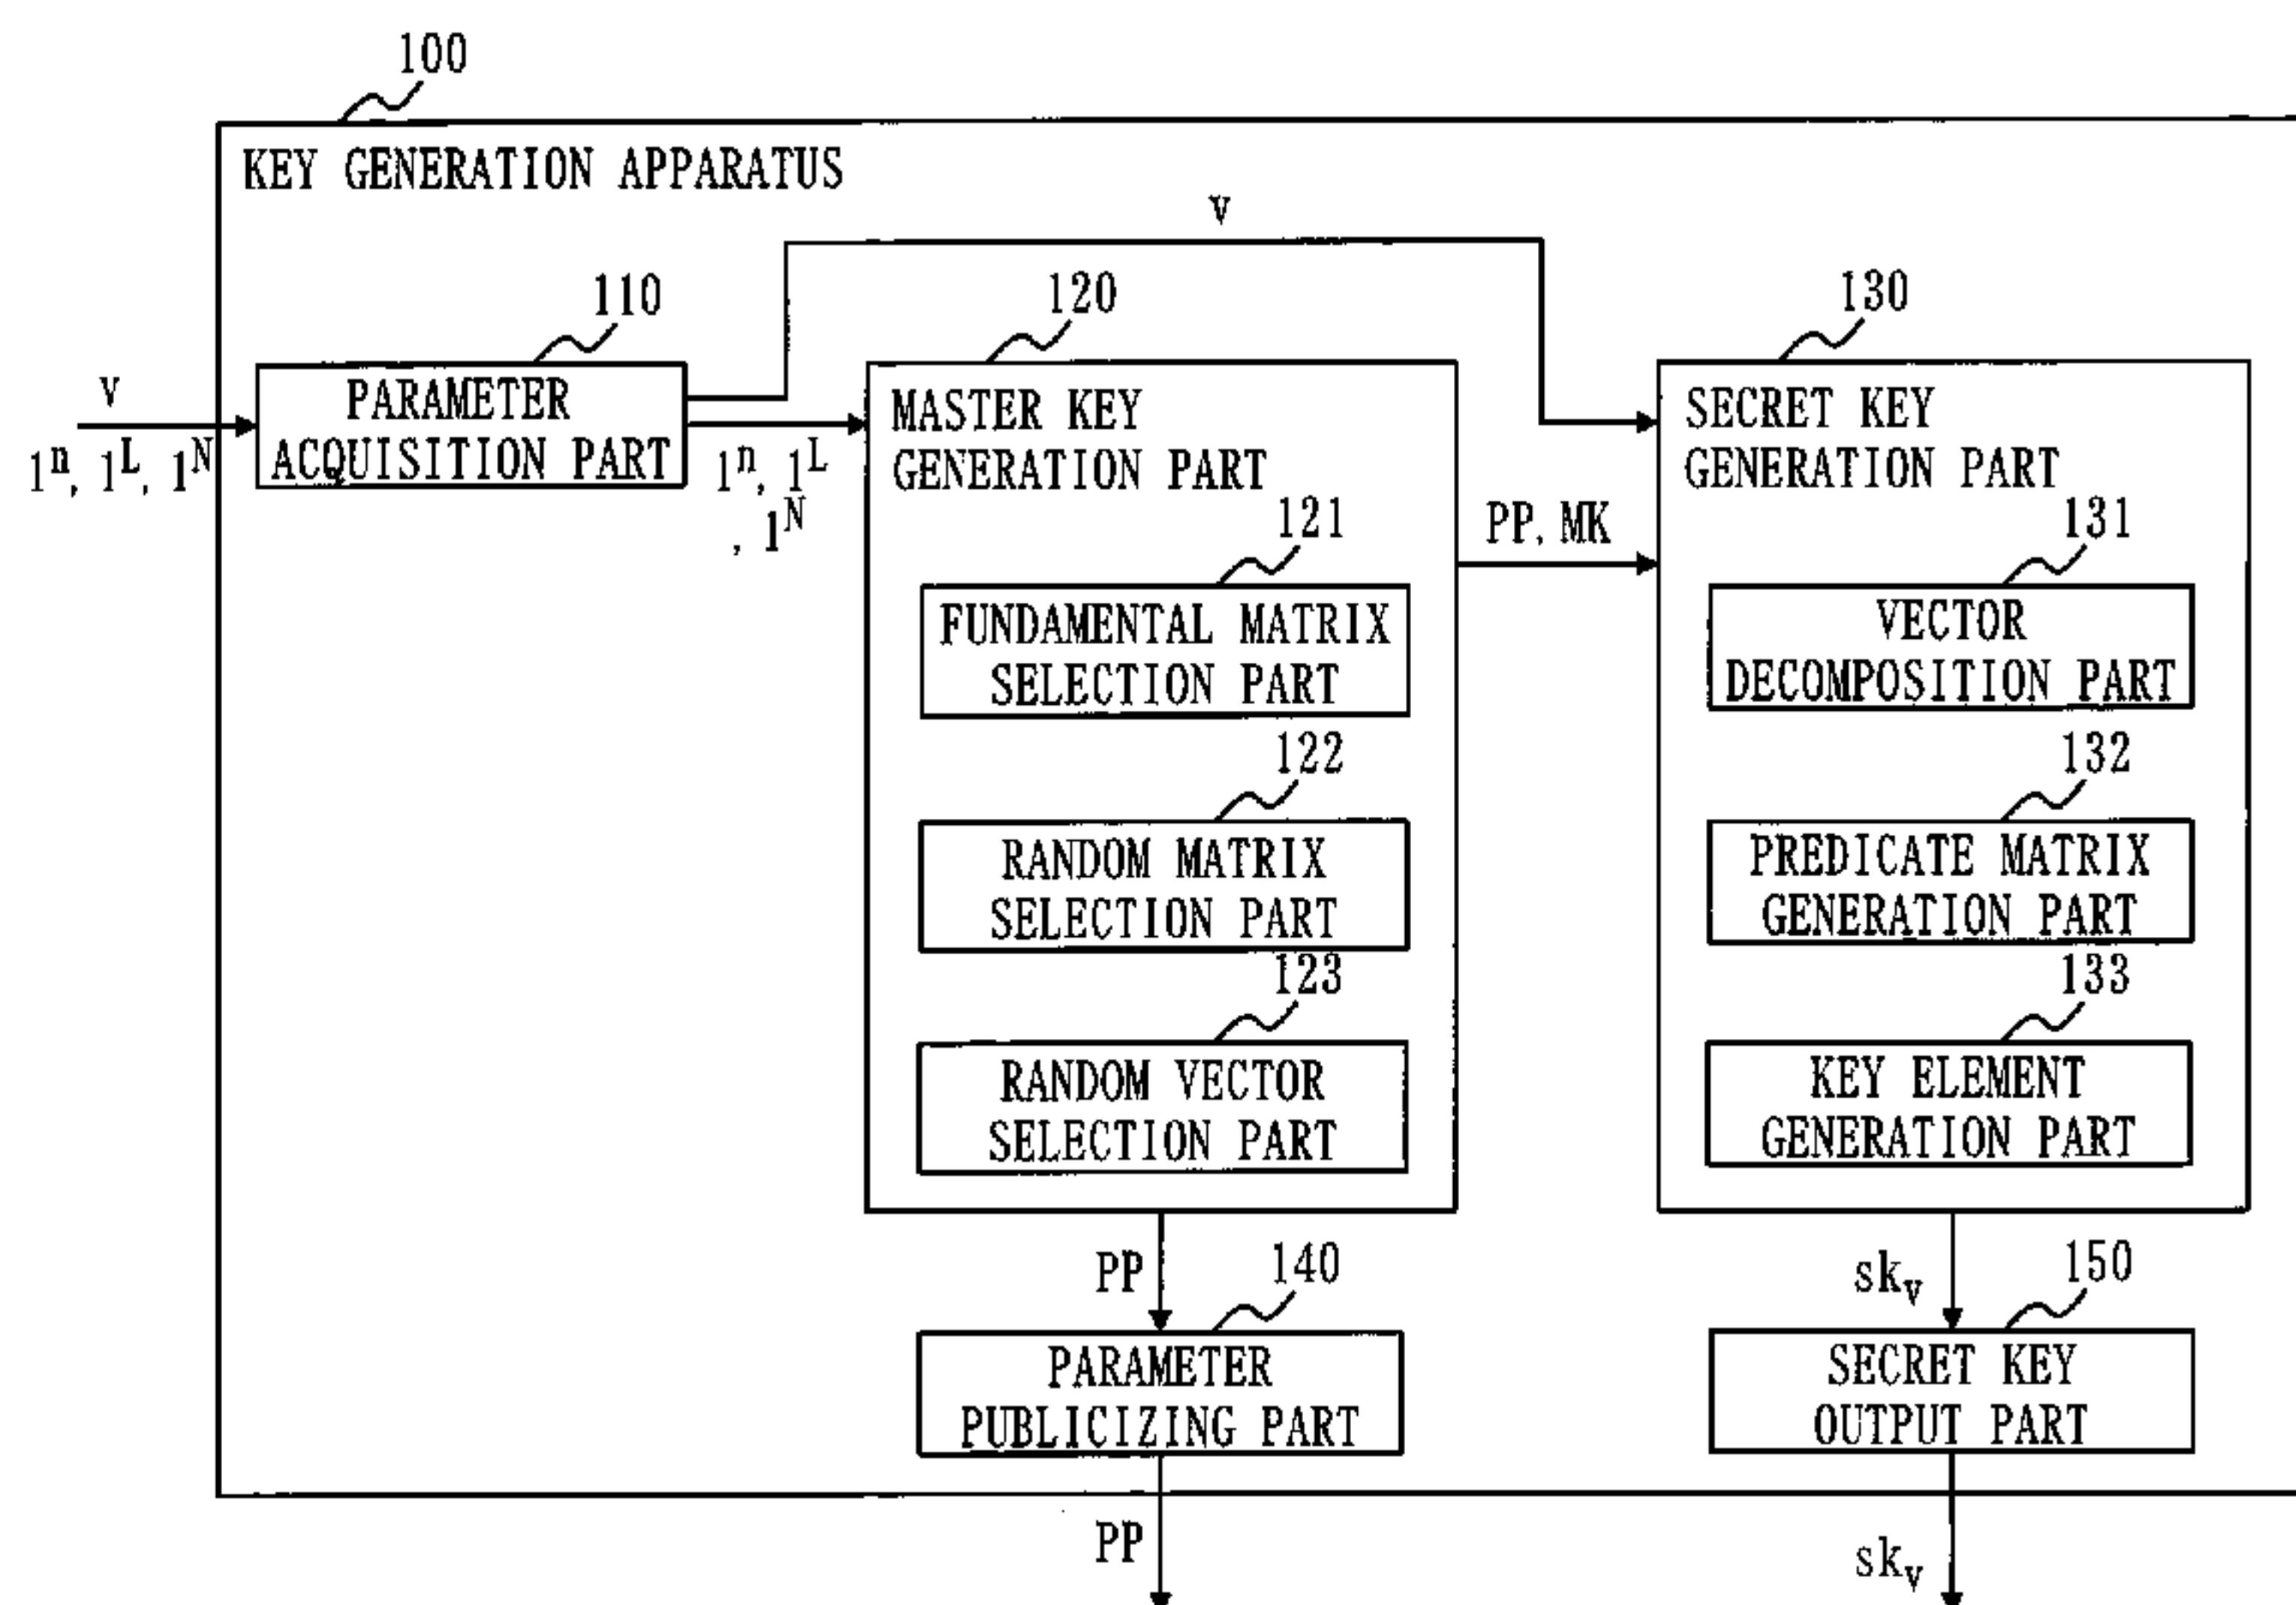 100
KEY GENERATION APPARATUS
v
110
120
130
v
1ⁿ, 1ᴸ, 1ᴺ
PARAMETER
ACQUISITION PART
1ⁿ, 1ᴸ
, 1ᴺ
MASTER KEY
GENERATION PART
SECRET KEY
GENERATION PART
PP, MK
121
FUNDAMENTAL MATRIX
SELECTION PART
131
VECTOR
DECOMPOSITION PART
122
RANDOM MATRIX
SELECTION PART
132
PREDICATE MATRIX
GENERATION PART
123
RANDOM VECTOR
SELECTION PART
133
KEY ELEMENT
GENERATION PART
PP
140
PARAMETER
PUBLICIZING PART
skᵥ
150
SECRET KEY
OUTPUT PART
PP
skᵥ